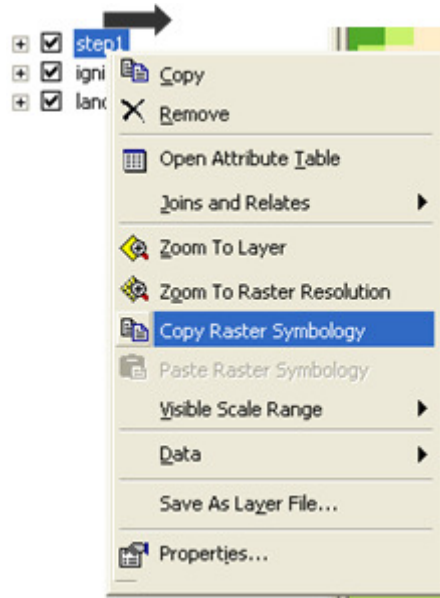 step1
igni
land
Copy
Remove
Open Attribute Table
Joins and Relates
Zoom To Layer
Zoom To Raster Resolution
Copy Raster Symbology
Paste Raster Symbology
Visible Scale Range
Data
Save As Layer File...
Properties...